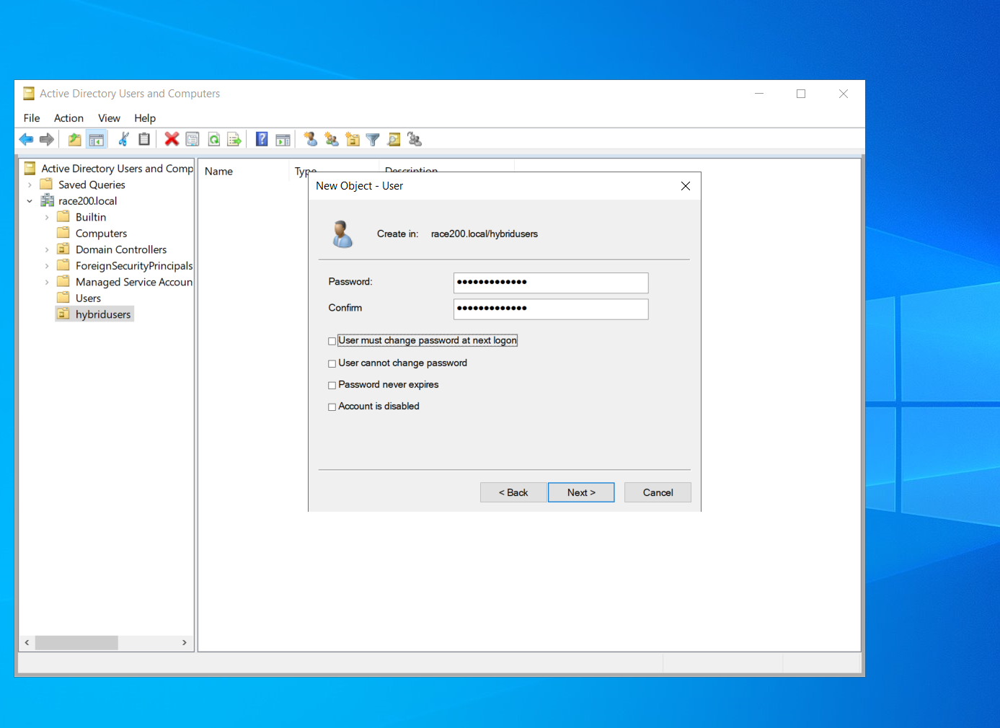 Active Directory Users and Computers
File Action View Help
Active Directory Users and Comp
Saved Queries
race200.local
Builtin
Computers
Domain Controllers
ForeignSecurityPrincipals
Managed Service Accoun
Users
hybridusers
Name Type Description
New Object - User
Create in: race200.local/hybridusers
Password: •••••••••••••
Confirm •••••••••••••
User must change password at next logon
User cannot change password
Password never expires
Account is disabled
< Back Next > Cancel